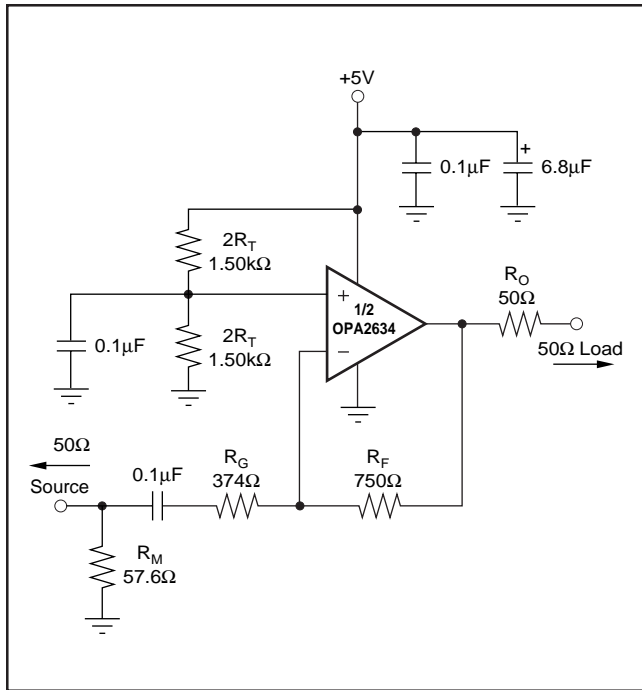 +5V
+
0.1μF
6.8μF
2R_T
1.50kΩ
R_O
50Ω
+
1/2
OPA2634
−
0.1μF
2R_T
1.50kΩ
50Ω Load
50Ω
Source
0.1μF
R_G
374Ω
R_F
750Ω
R_M
57.6Ω